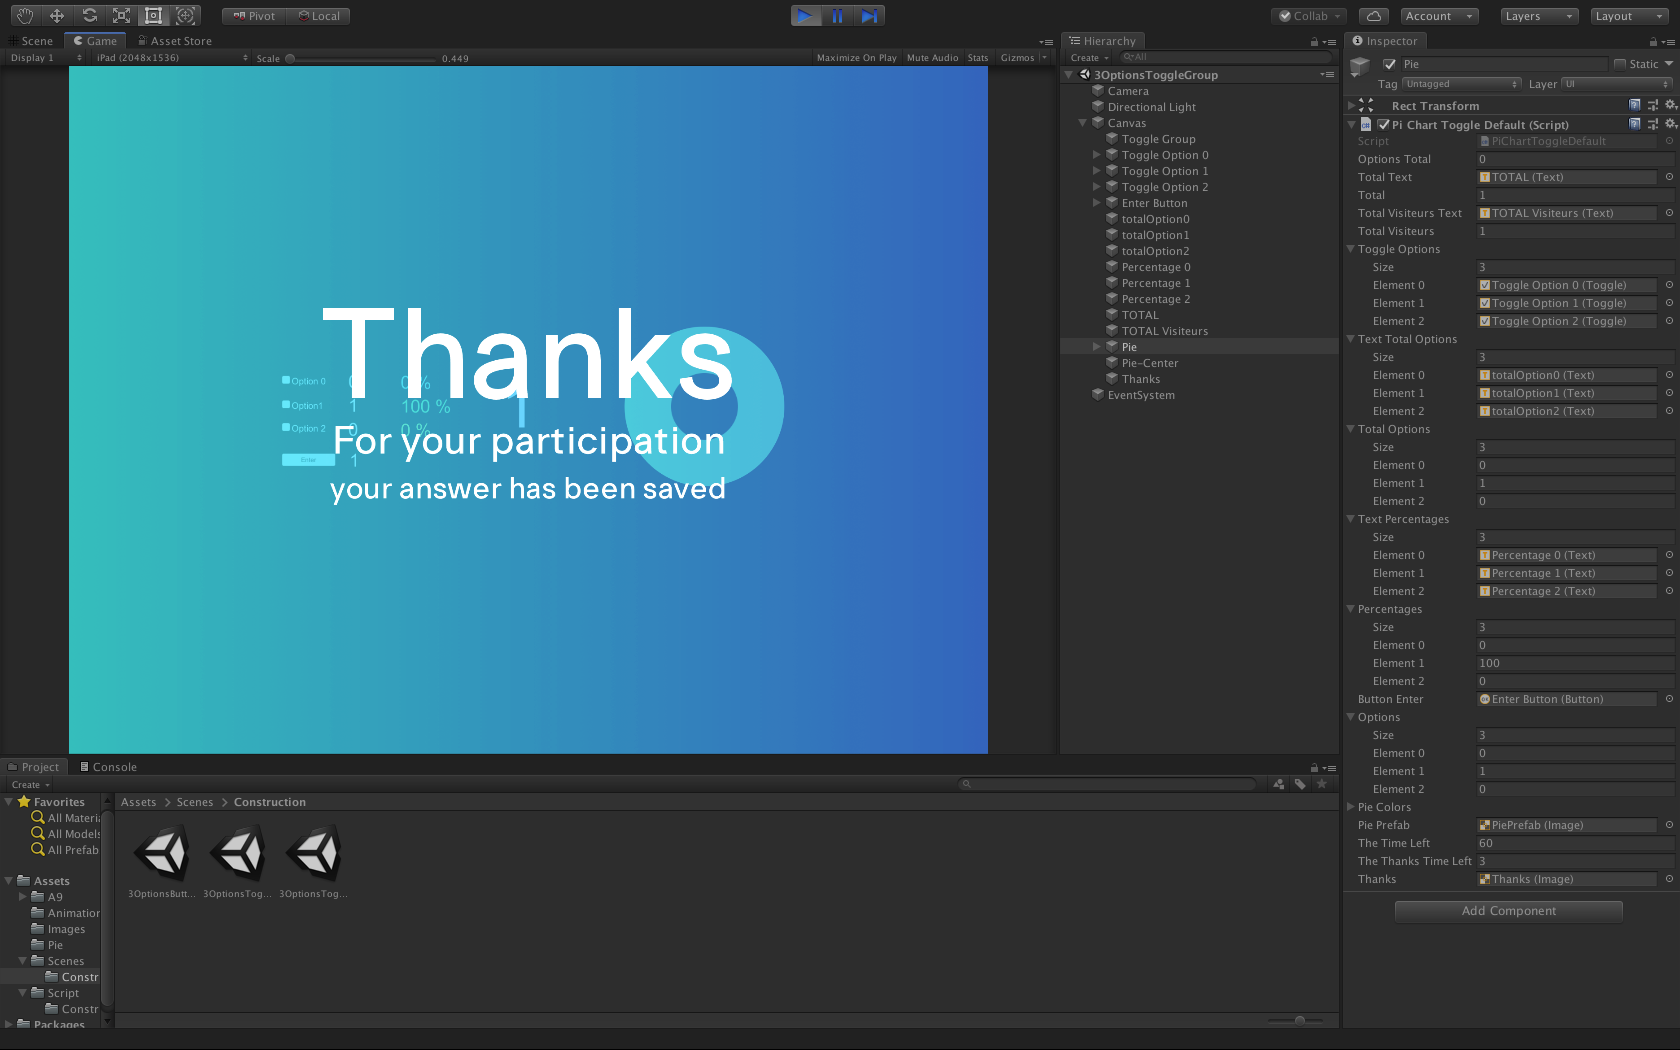 Pivot Local
Collab Account Layers Layout
Scene Game Asset Store
Display 1 iPad (2048x1536) Scale 0.449 Maximize On Play Mute Audio Stats Gizmos
Thanks
Option 0 0 0 %
Option1 1 100 % 1
Option 2 0 0 %
For your participation
Enter 1
your answer has been saved
Hierarchy
Create All
3OptionsToggleGroup
Camera
Directional Light
Canvas
Toggle Group
Toggle Option 0
Toggle Option 1
Toggle Option 2
Enter Button
totalOption0
totalOption1
totalOption2
Percentage 0
Percentage 1
Percentage 2
TOTAL
TOTAL Visiteurs
Pie
Pie-Center
Thanks
EventSystem
Inspector
Pie Static
Tag Untagged Layer UI
Rect Transform
Pi Chart Toggle Default (Script)
Script PiChartToggleDefault
Options Total 0
Total Text TOTAL (Text)
Total 1
Total Visiteurs Text TOTAL Visiteurs (Text)
Total Visiteurs 1
Toggle Options
Size 3
Element 0 Toggle Option 0 (Toggle)
Element 1 Toggle Option 1 (Toggle)
Element 2 Toggle Option 2 (Toggle)
Text Total Options
Size 3
Element 0 totalOption0 (Text)
Element 1 totalOption1 (Text)
Element 2 totalOption2 (Text)
Total Options
Size 3
Element 0 0
Element 1 1
Element 2 0
Text Percentages
Size 3
Element 0 Percentage 0 (Text)
Element 1 Percentage 1 (Text)
Element 2 Percentage 2 (Text)
Percentages
Size 3
Element 0 0
Element 1 100
Element 2 0
Button Enter Enter Button (Button)
Options
Size 3
Element 0 0
Element 1 1
Element 2 0
Pie Colors
Pie Prefab PiePrefab (Image)
The Time Left 60
The Thanks Time Left 3
Thanks Thanks (Image)
Add Component
Project Console
Create
Favorites
All Materia
All Models
All Prefab
Assets
A9
Animation
Images
Pie
Scenes
Constr
Script
Constr
Packages
Assets > Scenes > Construction
3OptionsButt... 3OptionsTog... 3OptionsTog...